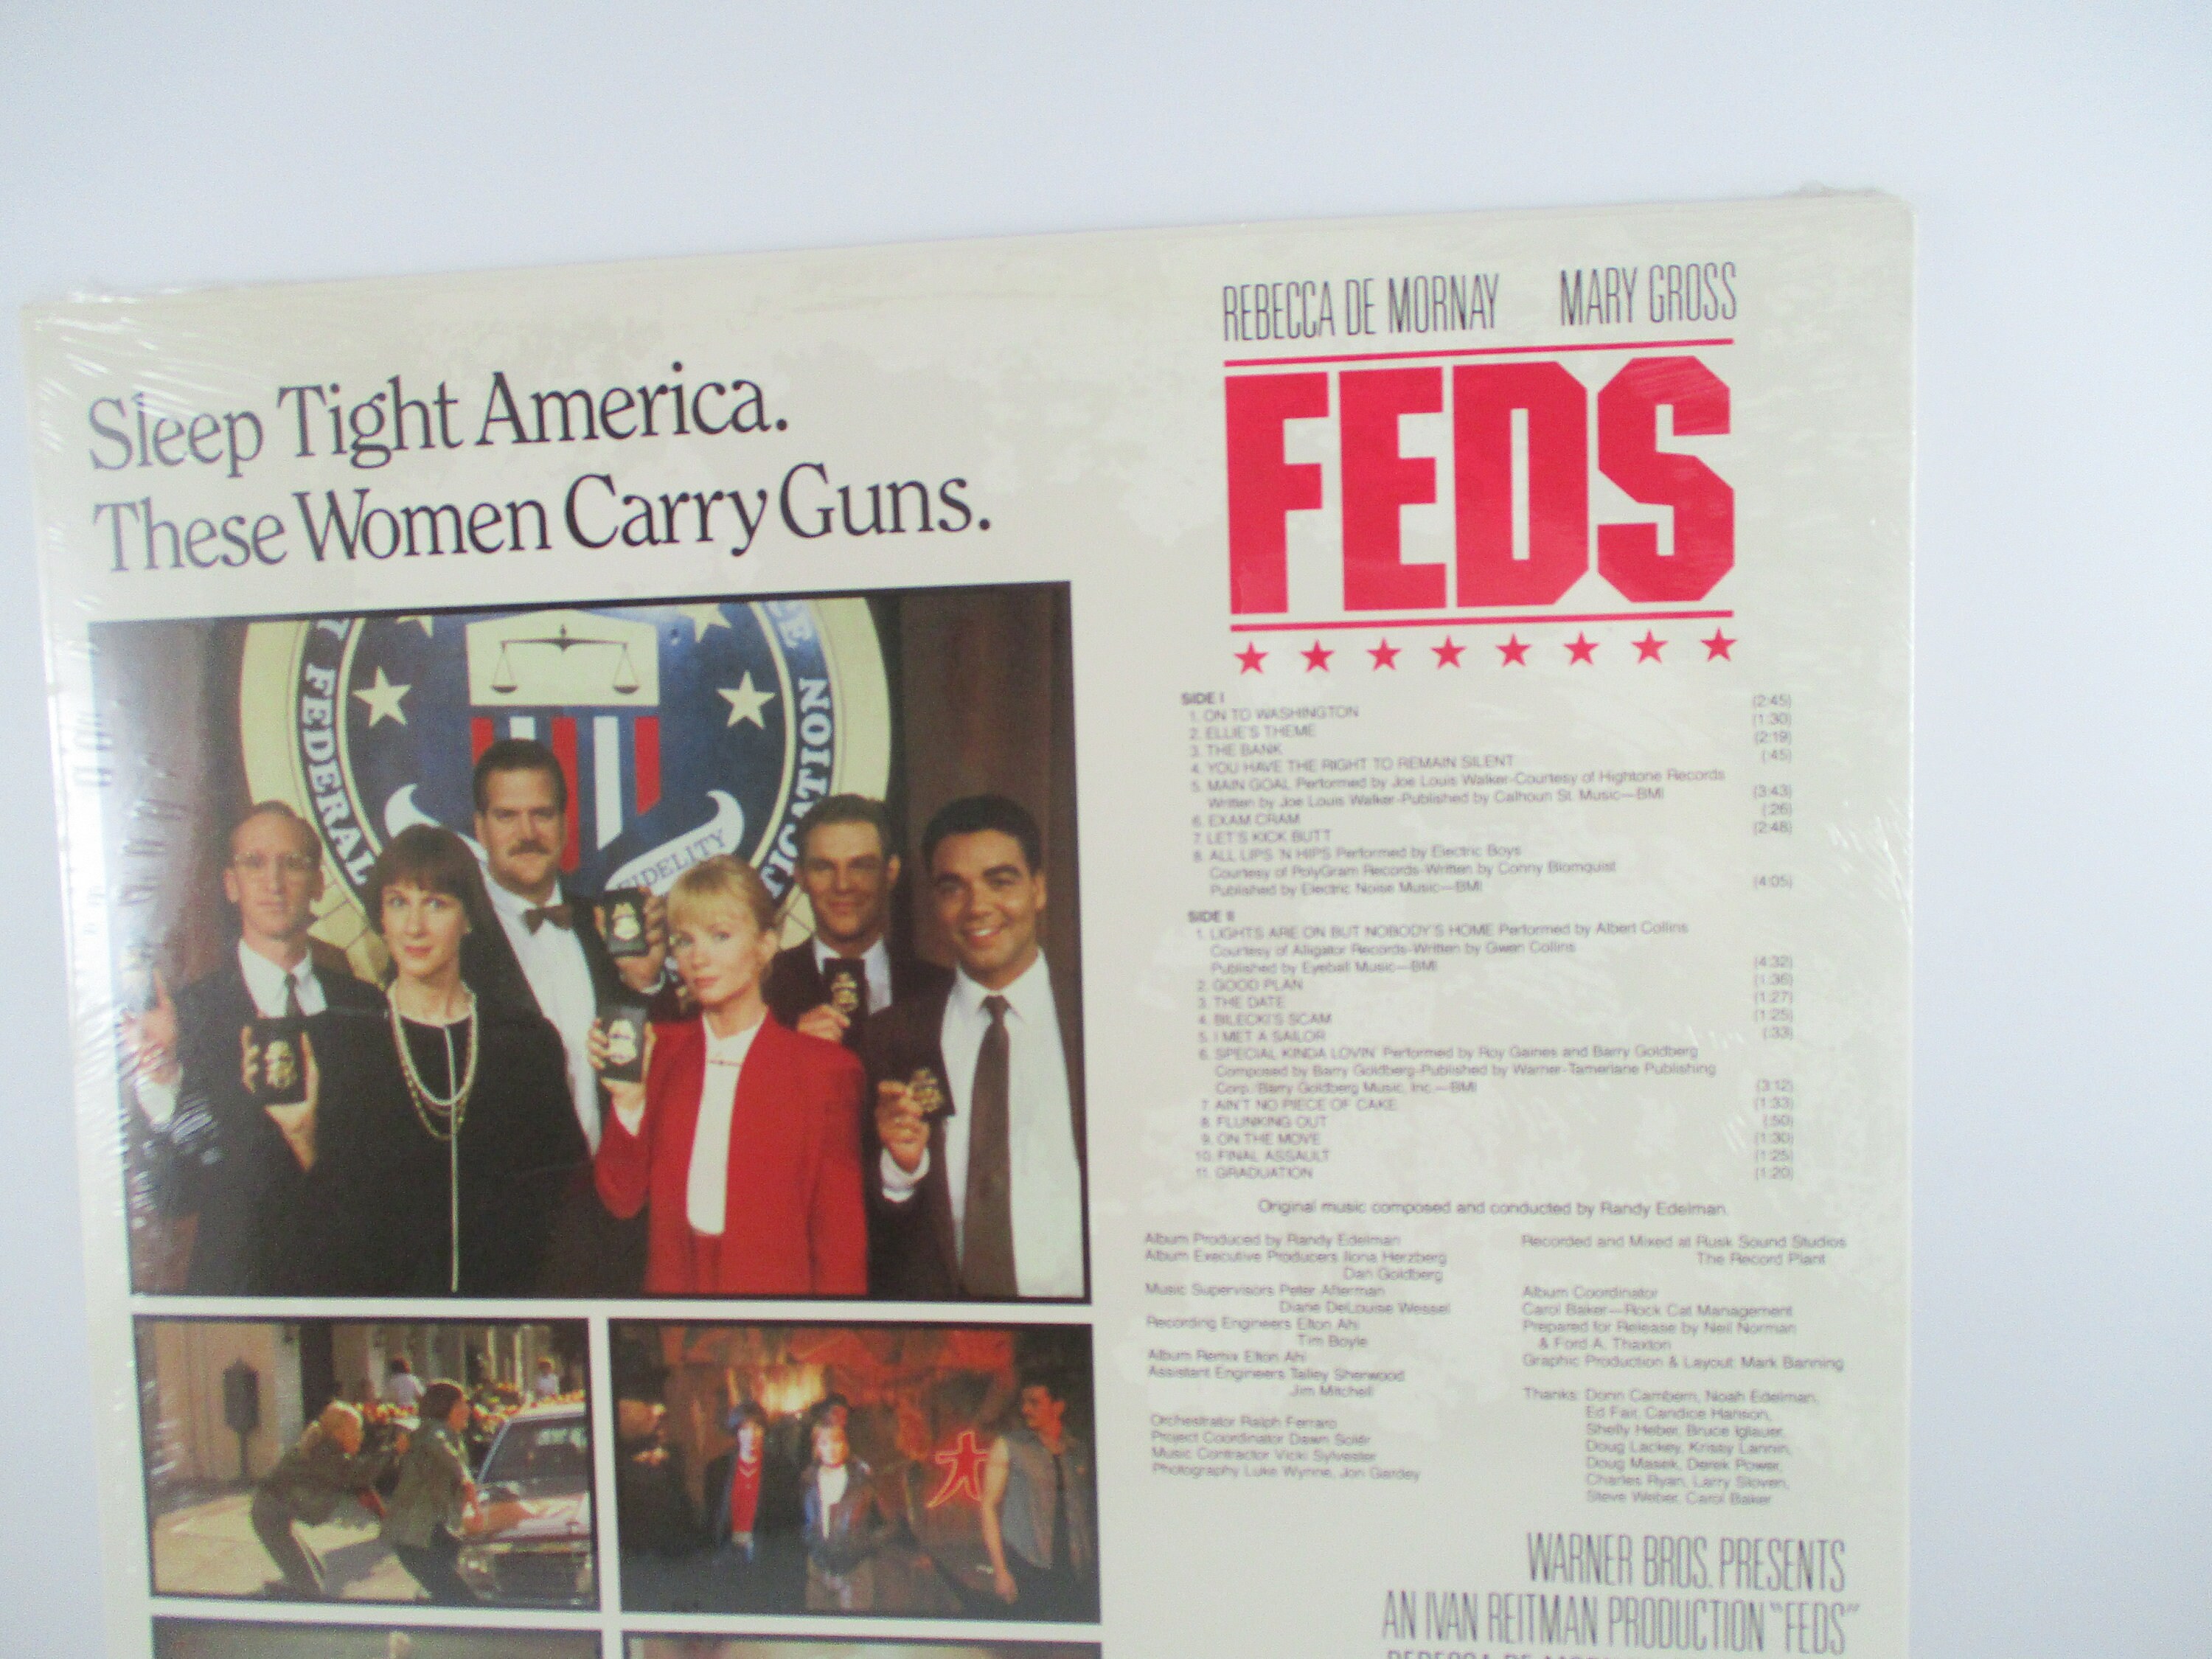 Sleep Tight America.
These Women Carry Guns.
FEDERAL
FIDELITY
REBECCA DE MORNAY MARY GROSS
FEDS
SIDE I
1. ON TO WASHINGTON (2:45)
2. ELLIE'S THEME (1:30)
3. THE BANK (2:19)
4. YOU HAVE THE RIGHT TO REMAIN SILENT (:45)
5. MAIN GOAL Performed by Joe Louis Walker-Courtesy of Hightone Records
Written by Joe Louis Walker-Published by Calhoun St. Music—BMI (3:43)
6. EXAM CRAM (:26)
7. LET'S KICK BUTT (2:48)
8. ALL LIPS 'N HIPS Performed by Electric Boys
Courtesy of PolyGram Records-Written by Conny Blomquist
Published by Electric Noise Music—BMI (4:05)
SIDE II
1. LIGHTS ARE ON BUT NOBODY'S HOME Performed by Albert Collins
Courtesy of Alligator Records-Written by Gwen Collins
Published by Eyeball Music—BMI (4:32)
2. GOOD PLAN (1:36)
3. THE DATE (1:27)
4. BILECKI'S SCAM (1:25)
5. I MET A SAILOR (:33)
6. SPECIAL KINDA LOVIN' Performed by Roy Gaines and Barry Goldberg
Composed by Barry Goldberg-Published by Warner-Tamerlane Publishing
Corp./Barry Goldberg Music, Inc.—BMI (3:12)
7. AIN'T NO PIECE OF CAKE (1:33)
8. FLUNKING OUT (:50)
9. ON THE MOVE (1:30)
10. FINAL ASSAULT (1:25)
11. GRADUATION (1:20)
Original music composed and conducted by Randy Edelman.
Album Produced by Randy Edelman
Album Executive Producers Ilona Herzberg
Dan Goldberg
Music Supervisors Peter Afterman
Diane DeLouise Wessel
Recording Engineers Elton Ahi
Tim Boyle
Album Remix Elton Ahi
Assistant Engineers Talley Sherwood
Jim Mitchell
Orchestrator Ralph Ferraro
Project Coordinator Dawn Solér
Music Contractor Vicki Sylvester
Photography Luke Wynne, Jon Gardey
Recorded and Mixed at Rusk Sound Studios
The Record Plant
Album Coordinator
Carol Baker—Rock Cat Management
Prepared for Release by Neil Norman
& Ford A. Thaxton
Graphic Production & Layout: Mark Banning
Thanks: Donn Cambern, Noah Edelman,
Ed Fair, Candice Hanson,
Shelly Heber, Bruce Iglauer,
Doug Lackey, Krissy Lannin,
Doug Masek, Derek Power,
Charles Ryan, Larry Sloven,
Steve Weber, Carol Baker
WARNER BROS. PRESENTS
AN IVAN REITMAN PRODUCTION "FEDS"